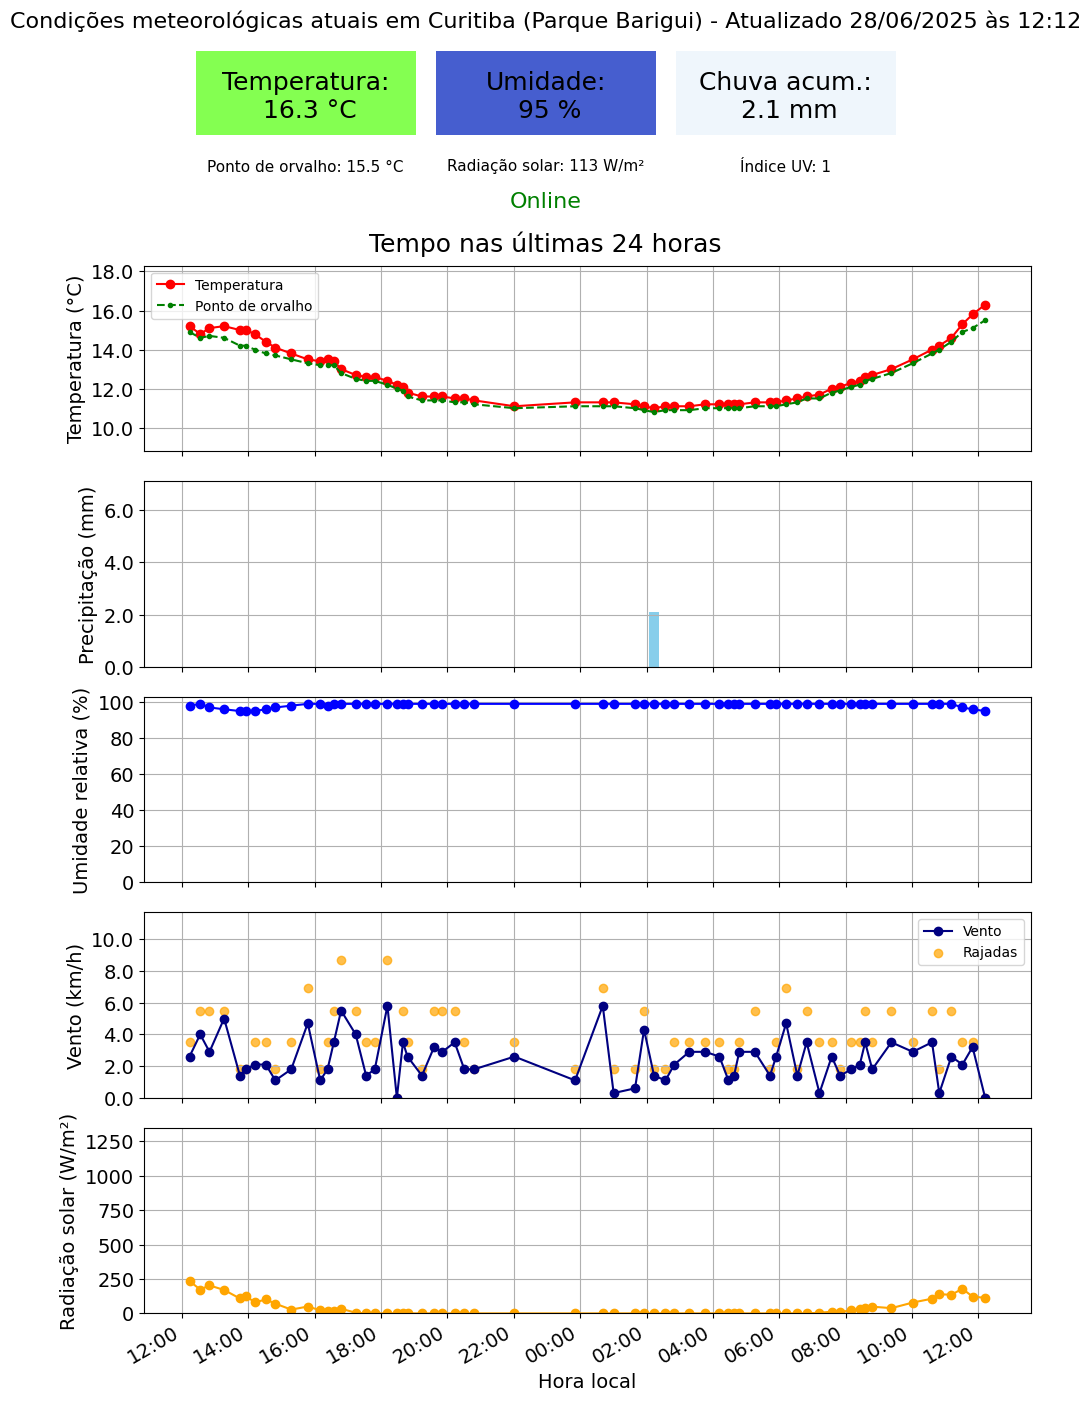 Condições meteorológicas atuais em Curitiba (Parque Barigui) - Atualizado 28/06/2025 às 12:12
Temperatura:
16.3 °C
Umidade:
95 %
Chuva acum.:
2.1 mm
Ponto de orvalho: 15.5 °C
Radiação solar: 113 W/m²
Índice UV: 1
Online
Tempo nas últimas 24 horas
Temperatura (°C)
18.0
16.0
14.0
12.0
10.0
Temperatura
Ponto de orvalho
Precipitação (mm)
6.0
4.0
2.0
0.0
Umidade relativa (%)
100
80
60
40
20
0
Vento (km/h)
10.0
8.0
6.0
4.0
2.0
0.0
Vento
Rajadas
Radiação solar (W/m²)
1250
1000
750
500
250
0
12:00
14:00
16:00
18:00
20:00
22:00
00:00
02:00
04:00
06:00
08:00
10:00
12:00
Hora local